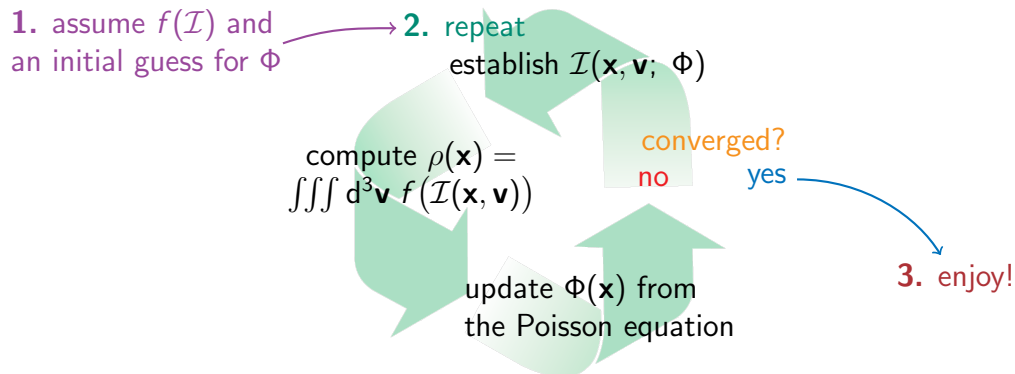 1. assume f(ℐ) and
an initial guess for Φ
2. repeat
establish ℐ(x, v; Φ)
compute ρ(x) =
∭ d³v f(ℐ(x, v))
update Φ(x) from
the Poisson equation
converged?
no yes
3. enjoy!